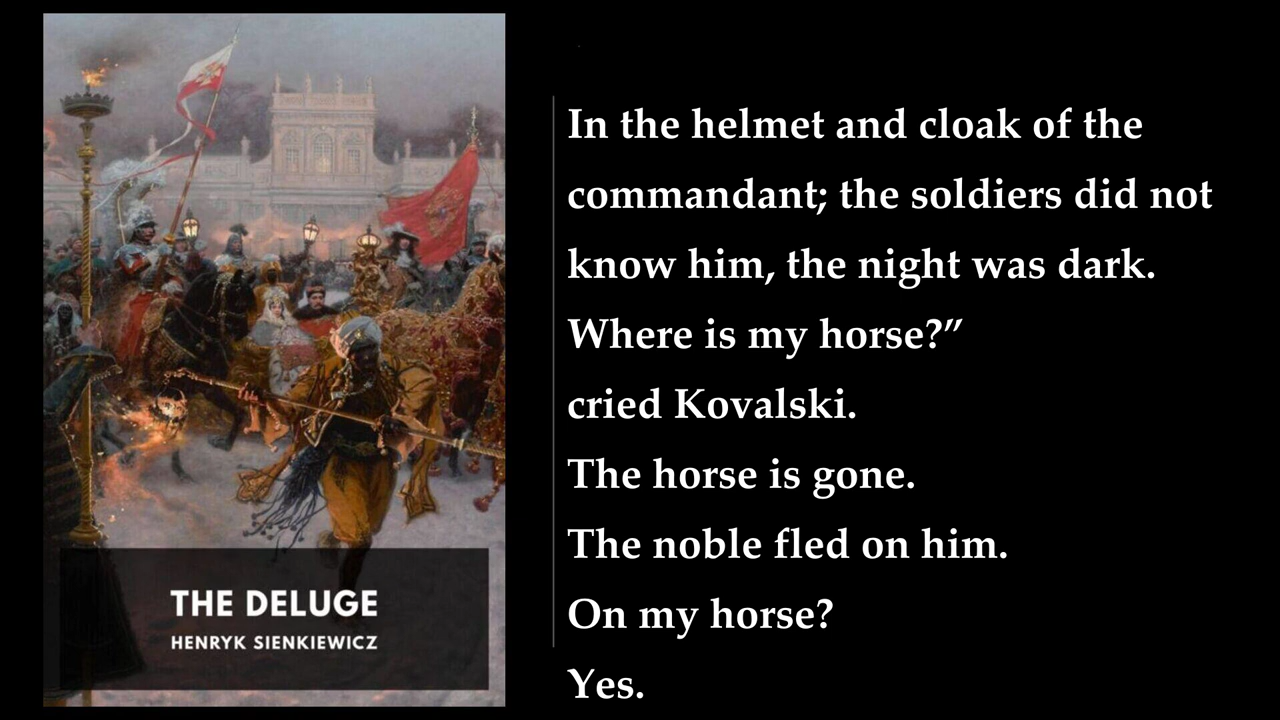 THE DELUGE
HENRYK SIENKIEWICZ
In the helmet and cloak of the
commandant; the soldiers did not
know him, the night was dark.
Where is my horse?”
cried Kovalski.
The horse is gone.
The noble fled on him.
On my horse?
Yes.